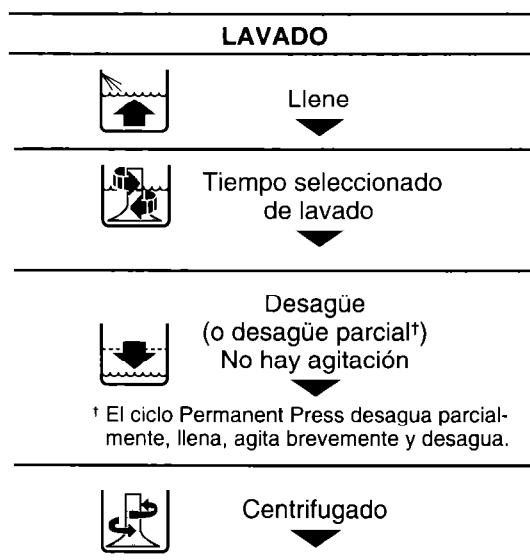 LAVADO
Llene
Tiempo seleccionado
de lavado
Desagüe
(o desagüe parcial†)
No hay agitación
† El ciclo Permanent Press desagua parcial-
mente, llena, agita brevemente y desagua.
Centrifugado